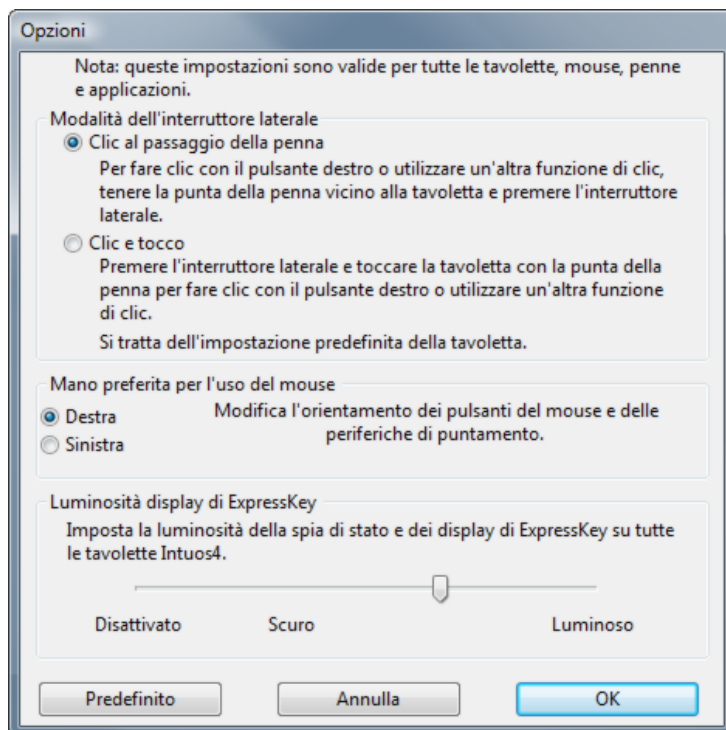 Opzioni
Nota: queste impostazioni sono valide per tutte le tavolette, mouse, penne
e applicazioni.
Modalità dell'interruttore laterale
Clic al passaggio della penna
Per fare clic con il pulsante destro o utilizzare un'altra funzione di clic,
tenere la punta della penna vicino alla tavoletta e premere l'interruttore
laterale.
Clic e tocco
Premere l'interruttore laterale e toccare la tavoletta con la punta della
penna per fare clic con il pulsante destro o utilizzare un'altra funzione
di clic.
Si tratta dell'impostazione predefinita della tavoletta.
Mano preferita per l'uso del mouse
Destra
Sinistra
Modifica l'orientamento dei pulsanti del mouse e delle
periferiche di puntamento.
Luminosità display di ExpressKey
Imposta la luminosità della spia di stato e dei display di ExpressKey su tutte
le tavolette Intuos4.
Disattivato Scuro Luminoso
Predefinito Annulla OK